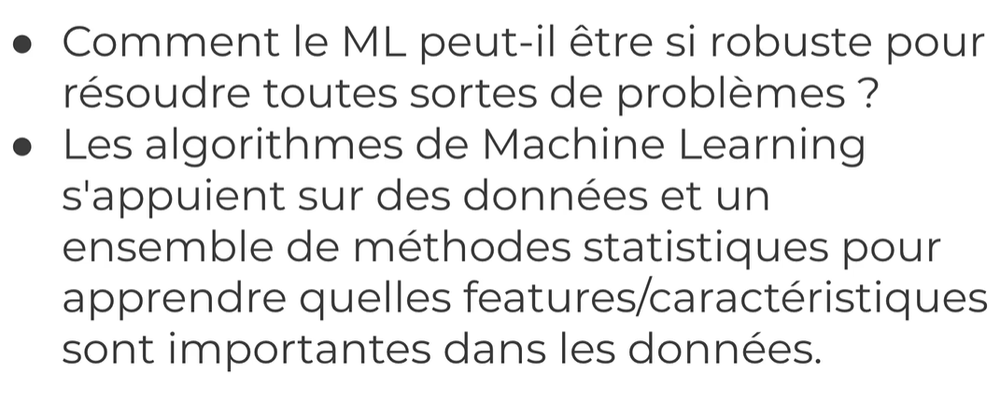 ● Comment le ML peut-il être si robuste pour
résoudre toutes sortes de problèmes ?
● Les algorithmes de Machine Learning
s'appuient sur des données et un
ensemble de méthodes statistiques pour
apprendre quelles features/caractéristiques
sont importantes dans les données.